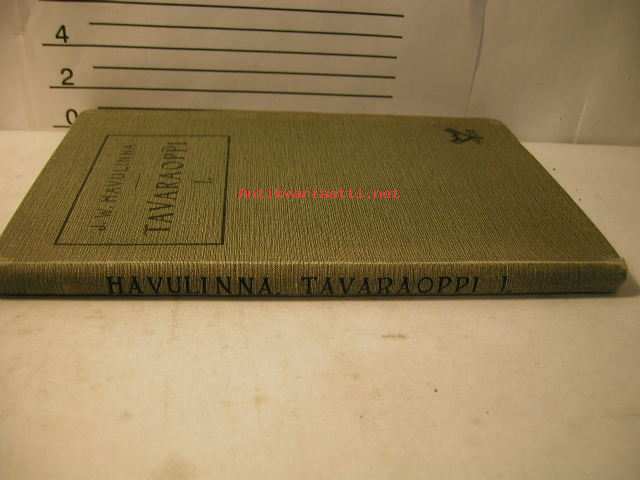 4
2
0
J. W. HAVULINNA
TAVARAOPPI
I.
Antikvariaatti.net
HAVULINNA, TAVARAOPPI I